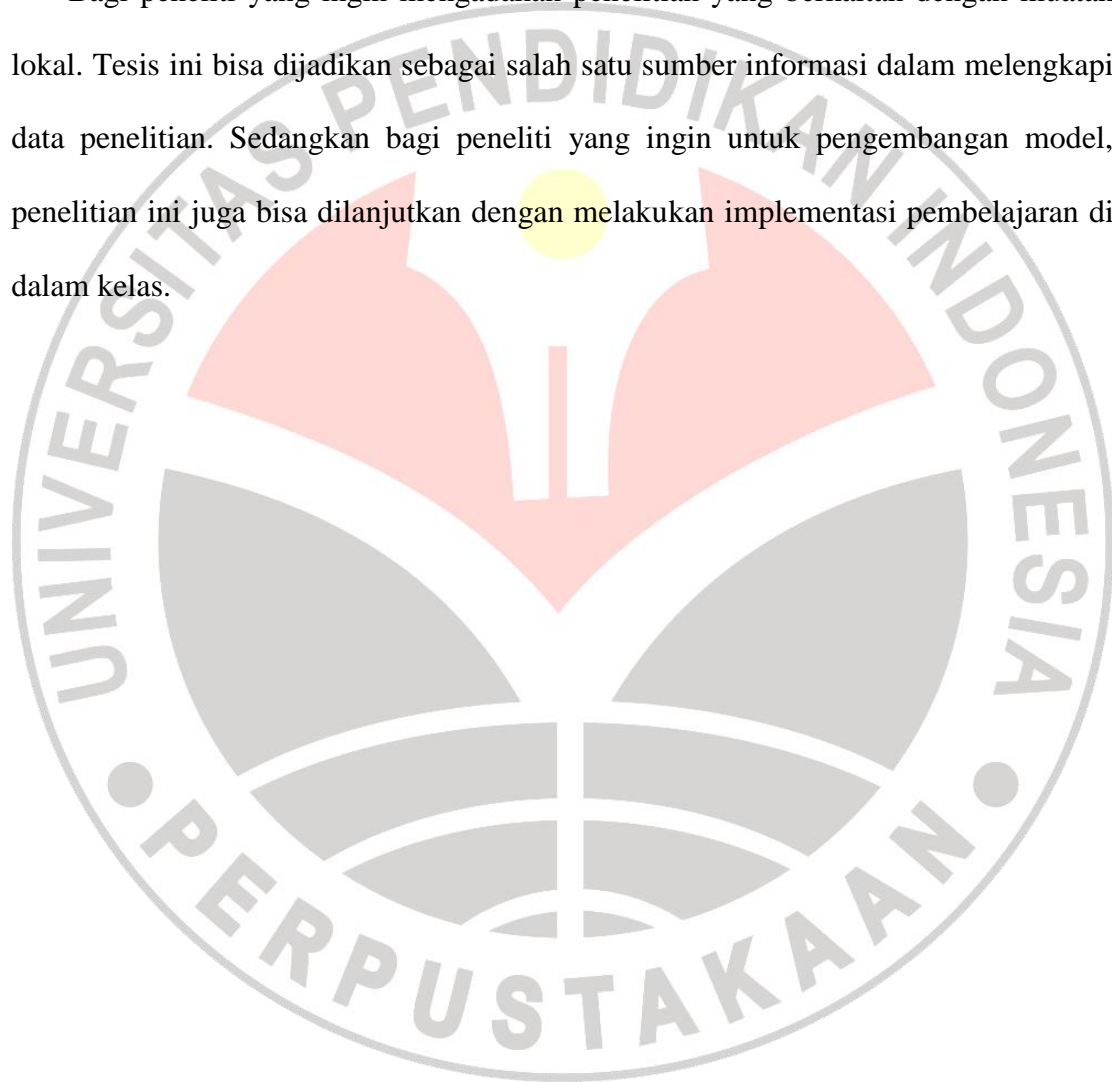 lokal. Tesis ini bisa dijadikan sebagai salah satu sumber informasi dalam melengkapi
data penelitian. Sedangkan bagi peneliti yang ingin untuk pengembangan model,
penelitian ini juga bisa dilanjutkan dengan melakukan implementasi pembelajaran di
dalam kelas.
UNIVERSITAS PENDIDIKAN INDONESIA
PERPUSTAKAAN